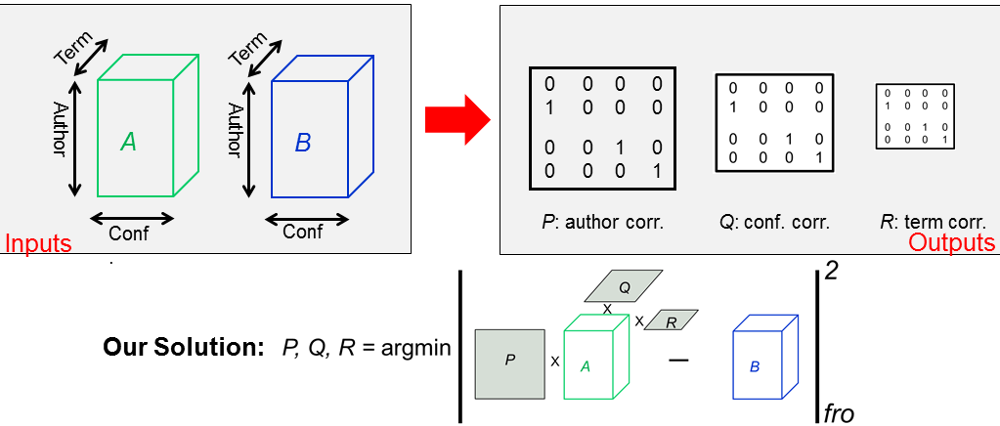 Term
Author
A
Conf
Term
Author
B
Conf
Inputs
0 0 0 0
1 0 0 0
0 0 1 0
0 0 0 1
P: author corr.
0 0 0 0
1 0 0 0
0 0 1 0
0 0 0 1
Q: conf. corr.
0 0 0 0
1 0 0 0
0 0 1 0
0 0 0 1
R: term corr.
Outputs
Our Solution: P, Q, R = argmin
P
x
Q
x
x R
A
—
B
2
fro